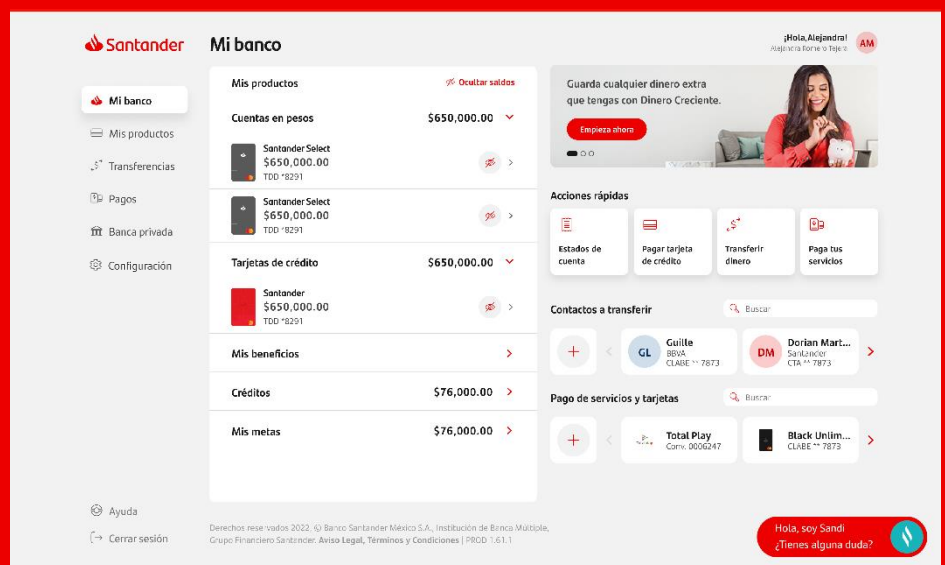 Santander
Mi banco
¡Hola,Alejandra!
Alejandra Romero Tejera
AM
Mi banco
Mis productos
Transferencias
Pagos
Banca privada
Configuración
Ayuda
Cerrar sesión
Mis productos
Ocultar saldos
Cuentas en pesos
$650,000.00
Santander Select
$650,000.00
TDD *8291
Santander Select
$650,000.00
TDD *8291
Tarjetas de crédito
$650,000.00
Santander
$650,000.00
TDD *8291
Mis beneficios
Créditos
$76,000.00
Mis metas
$76,000.00
Guarda cualquier dinero extra
que tengas con Dinero Creciente.
Empieza ahora
Acciones rápidas
Estados de
cuenta
Pagar tarjeta
de crédito
Transferir
dinero
Paga tus
servicios
Contactos a transferir
Buscar
GL
Guille
BBVA
CLABE ** 7873
DM
Dorian Mart...
Santander
CTA ** 7873
Pago de servicios y tarjetas
Buscar
Total Play
Conv. 0006247
Black Unlim...
CLABE ** 7873
Derechos reservados 2022, © Banco Santander México S.A., Institución de Banca Múltiple,
Grupo Financiero Santander. Aviso Legal, Términos y Condiciones | PROD 1.61.1
Hola, soy Sandi
¿Tienes alguna duda?